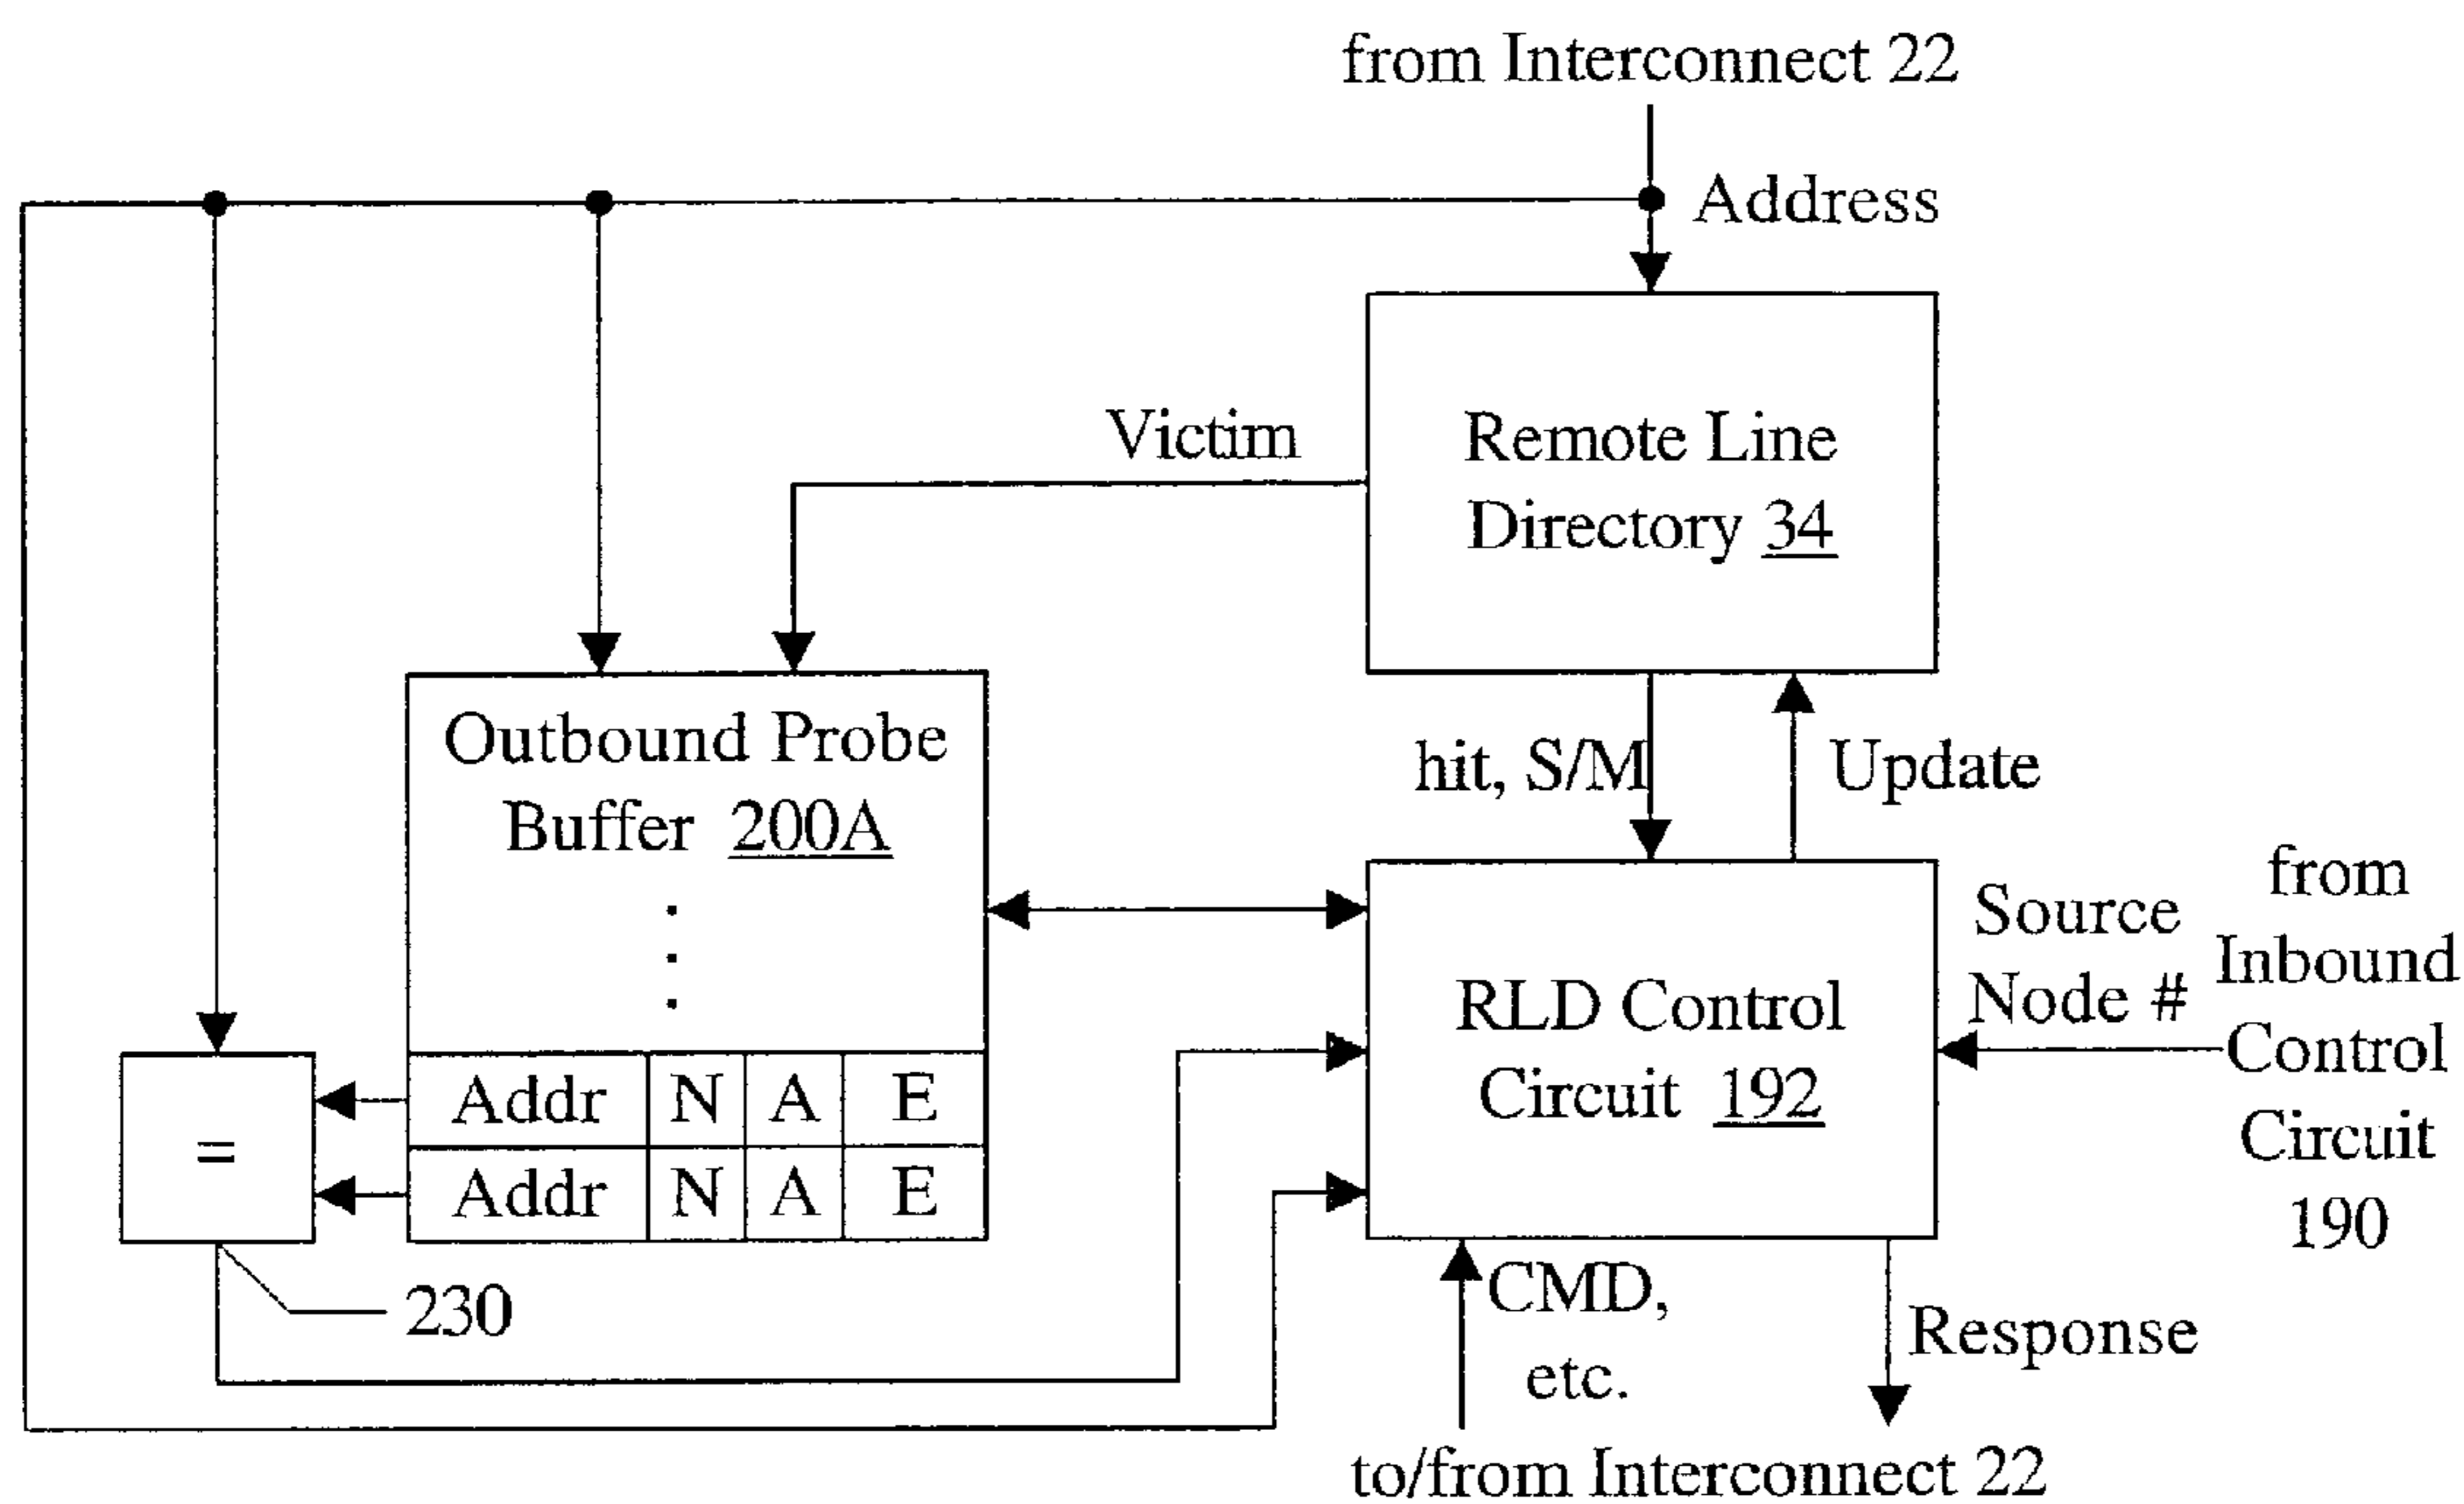 from Interconnect 22
Address
Remote Line
Directory 34
Victim
Outbound Probe
Buffer 200A
hit, S/M
Update
RLD Control
Circuit 192
Source
Node #
from
Inbound
Control
Circuit
190
=
Addr N A E
Addr N A E
230
CMD,
etc.
Response
to/from Interconnect 22